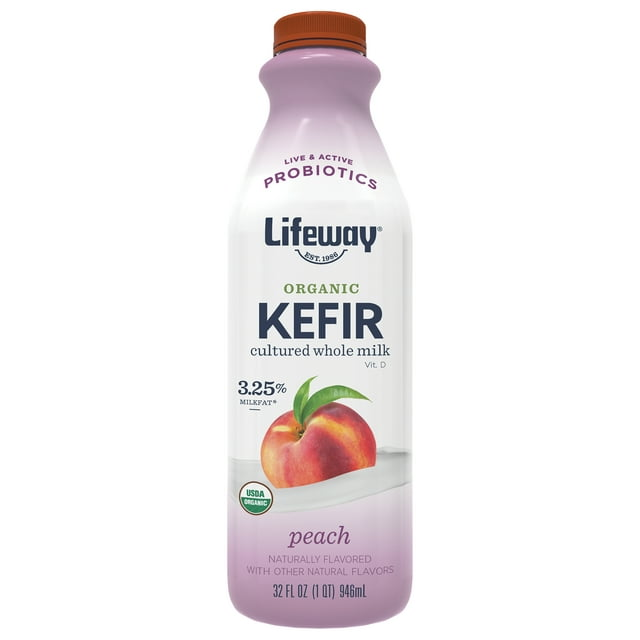 LIVE & ACTIVE
PROBIOTICS
Lifeway®
EST. 1986
ORGANIC
KEFIR
cultured whole milk
Vit. D
3.25%
MILKFAT*
USDA
ORGANIC
peach
NATURALLY FLAVORED
WITH OTHER NATURAL FLAVORS
32 FL OZ (1 QT) 946mL